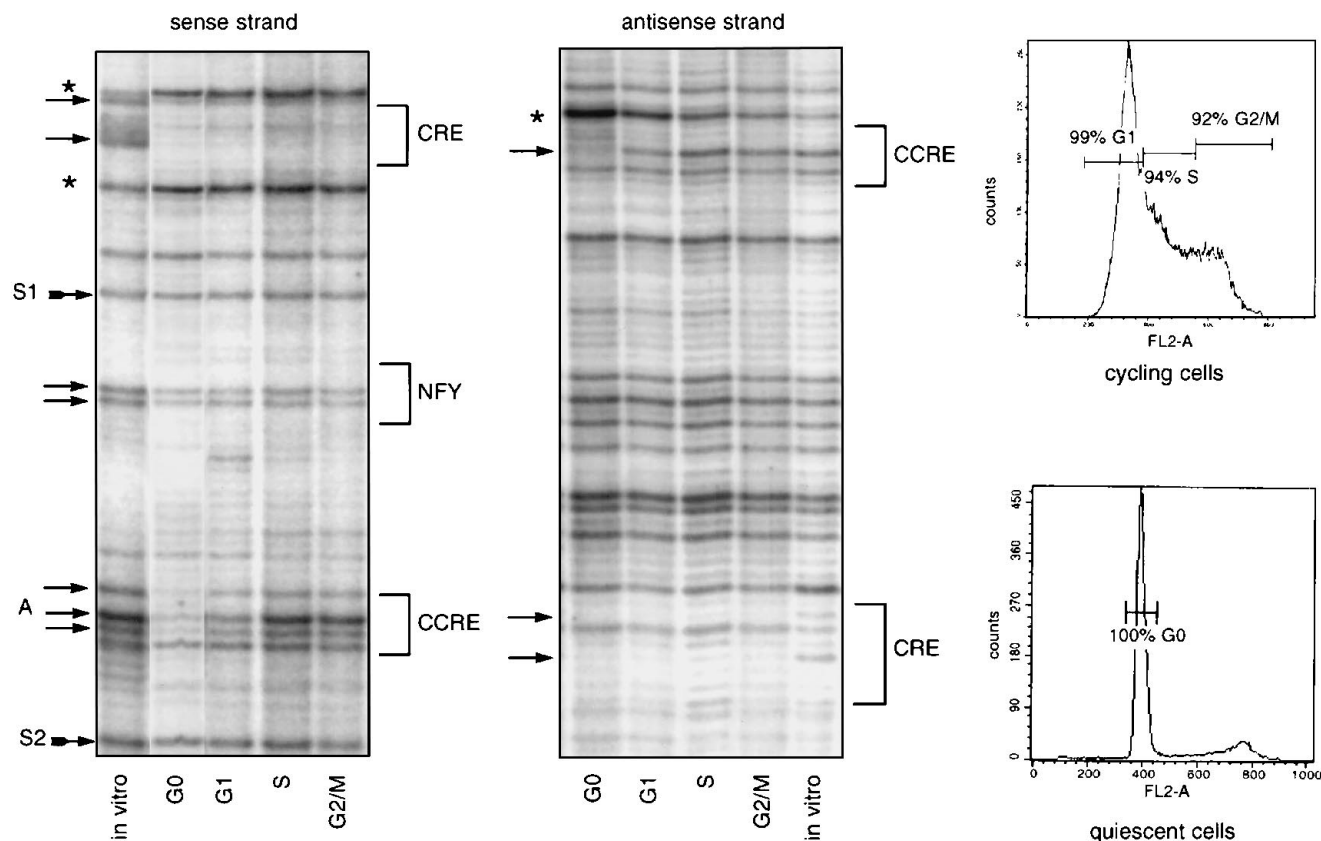 sense strand
antisense strand
*
*
S1
A
S2
CRE
NFY
CCRE
in vitro
G0
G1
S
G2/M
*
CCRE
CRE
G0
G1
S
G2/M
in vitro
99% G1
94% S
92% G2/M
counts
0
200
FL2-A
cycling cells
450
360
270
180
90
0
100% G0
counts
0 200 400 600 800 1000
FL2-A
quiescent cells